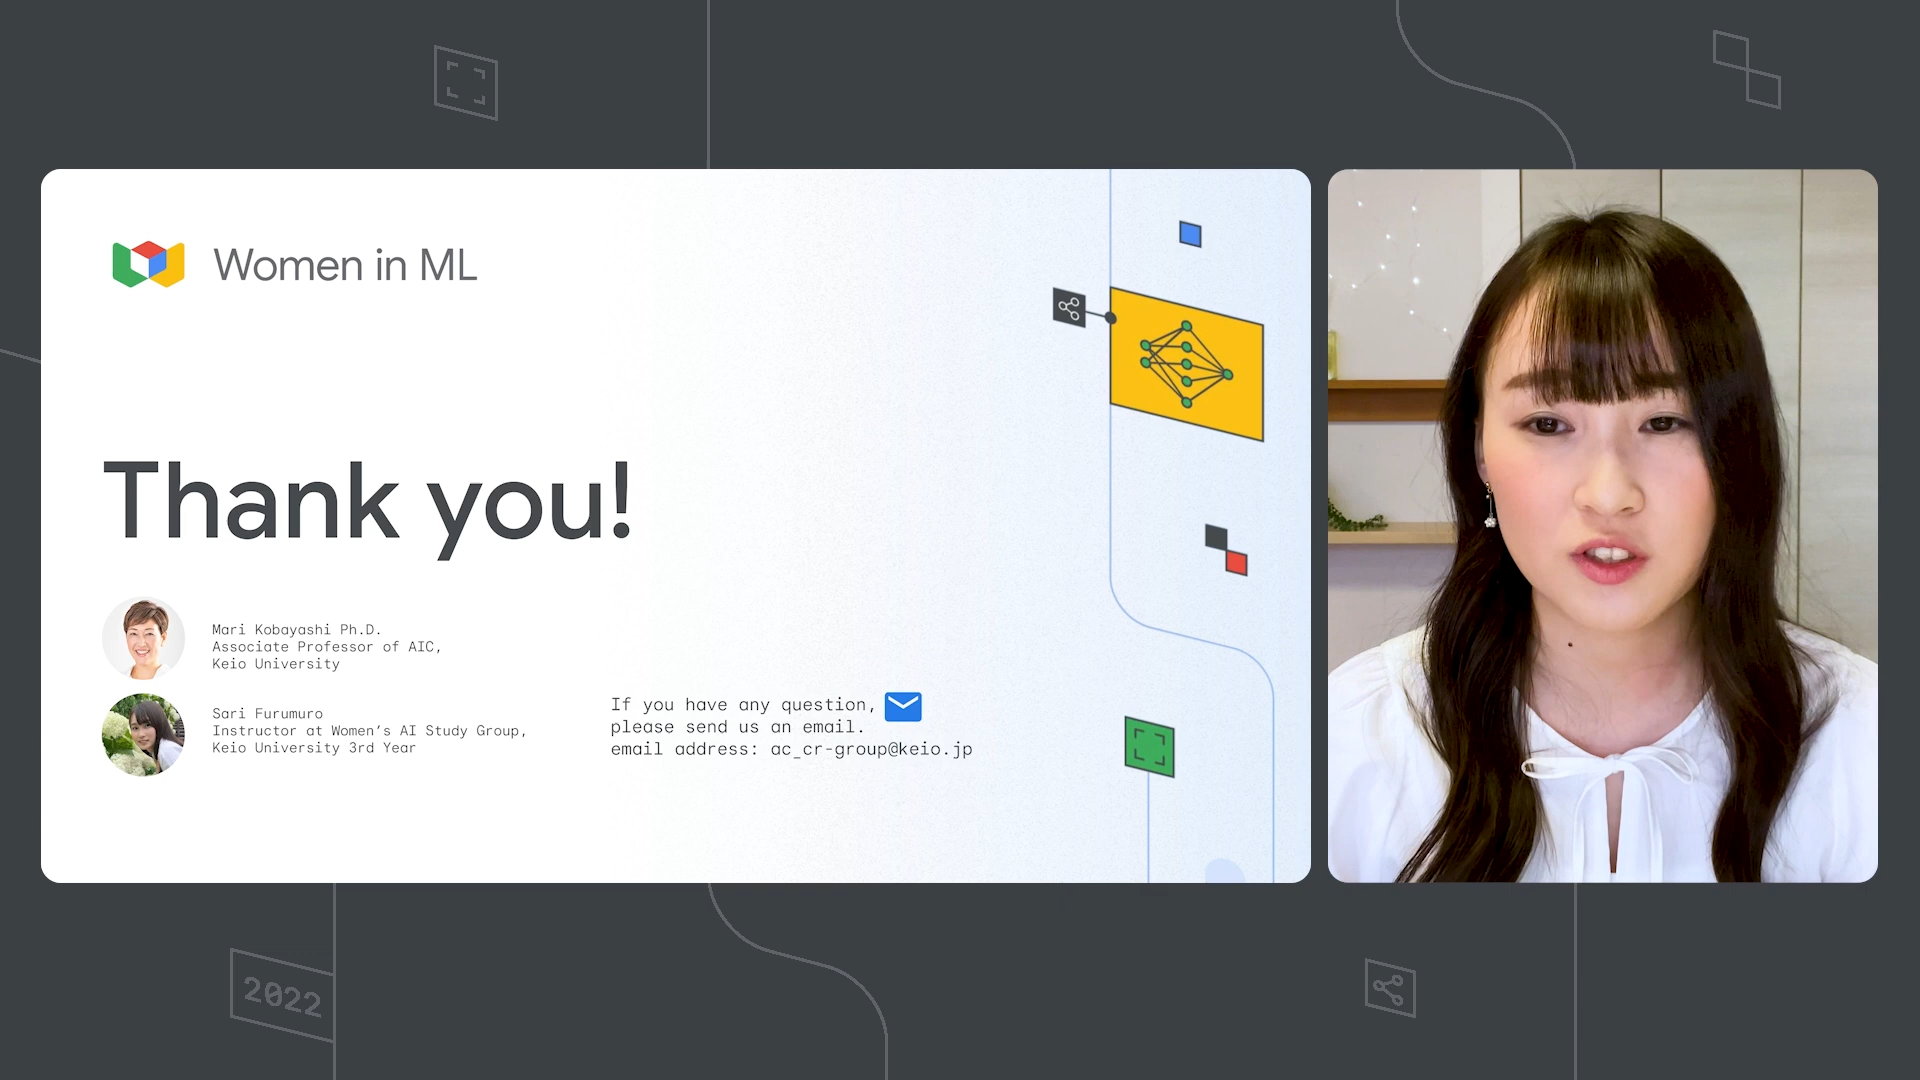 Women in ML
Thank you!
Mari Kobayashi Ph.D.
Associate Professor of AIC,
Keio University
Sari Furumuro
Instructor at Women's AI Study Group,
Keio University 3rd Year
If you have any question,
please send us an email.
email address: ac_cr-group@keio.jp
2022